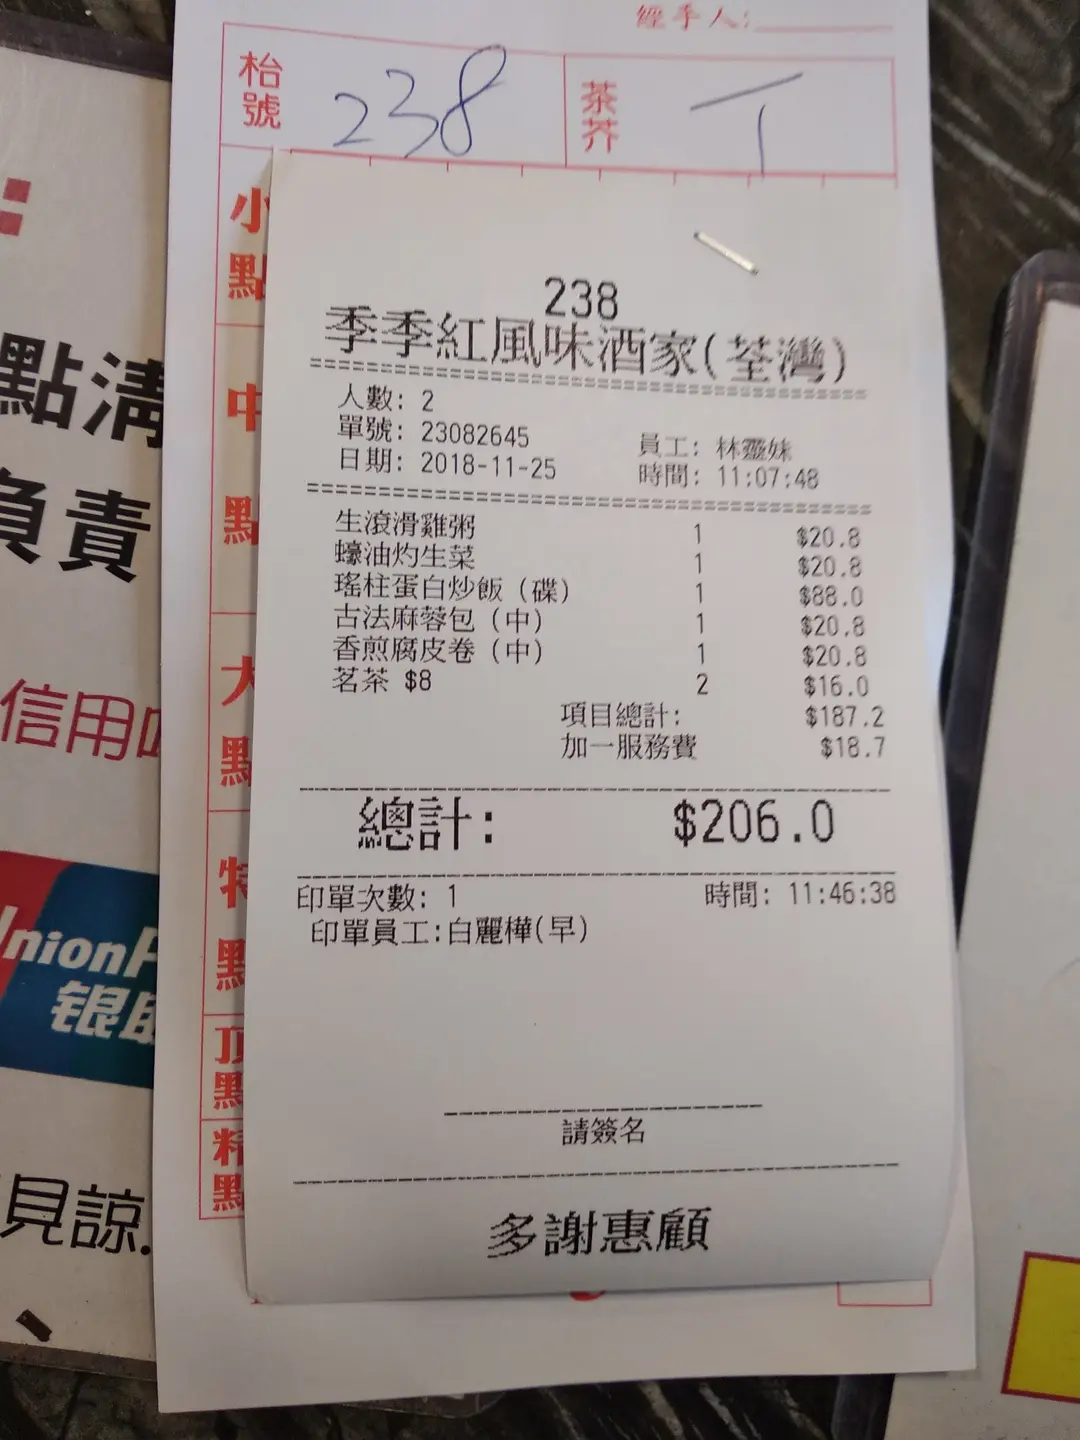 經手人:
枱號 238 茶芥 T
小點
中點
大點
特點
頂點
精點
238
季季紅風味酒家(荃灣)
人數: 2
單號: 23082645 員工: 林靈妹
日期: 2018-11-25 時間: 11:07:48
生滾滑雞粥 1 $20.8
蠔油灼生菜 1 $20.8
瑤柱蛋白炒飯 (碟) 1 $88.0
古法麻蓉包 (中) 1 $20.8
香煎腐皮卷 (中) 1 $20.8
茗茶 $8 2 $16.0
項目總計: $187.2
加一服務費 $18.7
總計: $206.0
印單次數: 1 時間: 11:46:38
印單員工:白麗樺(早)
請簽名
多謝惠顧
點清
負責
信用
UnionP
银联
見諒.